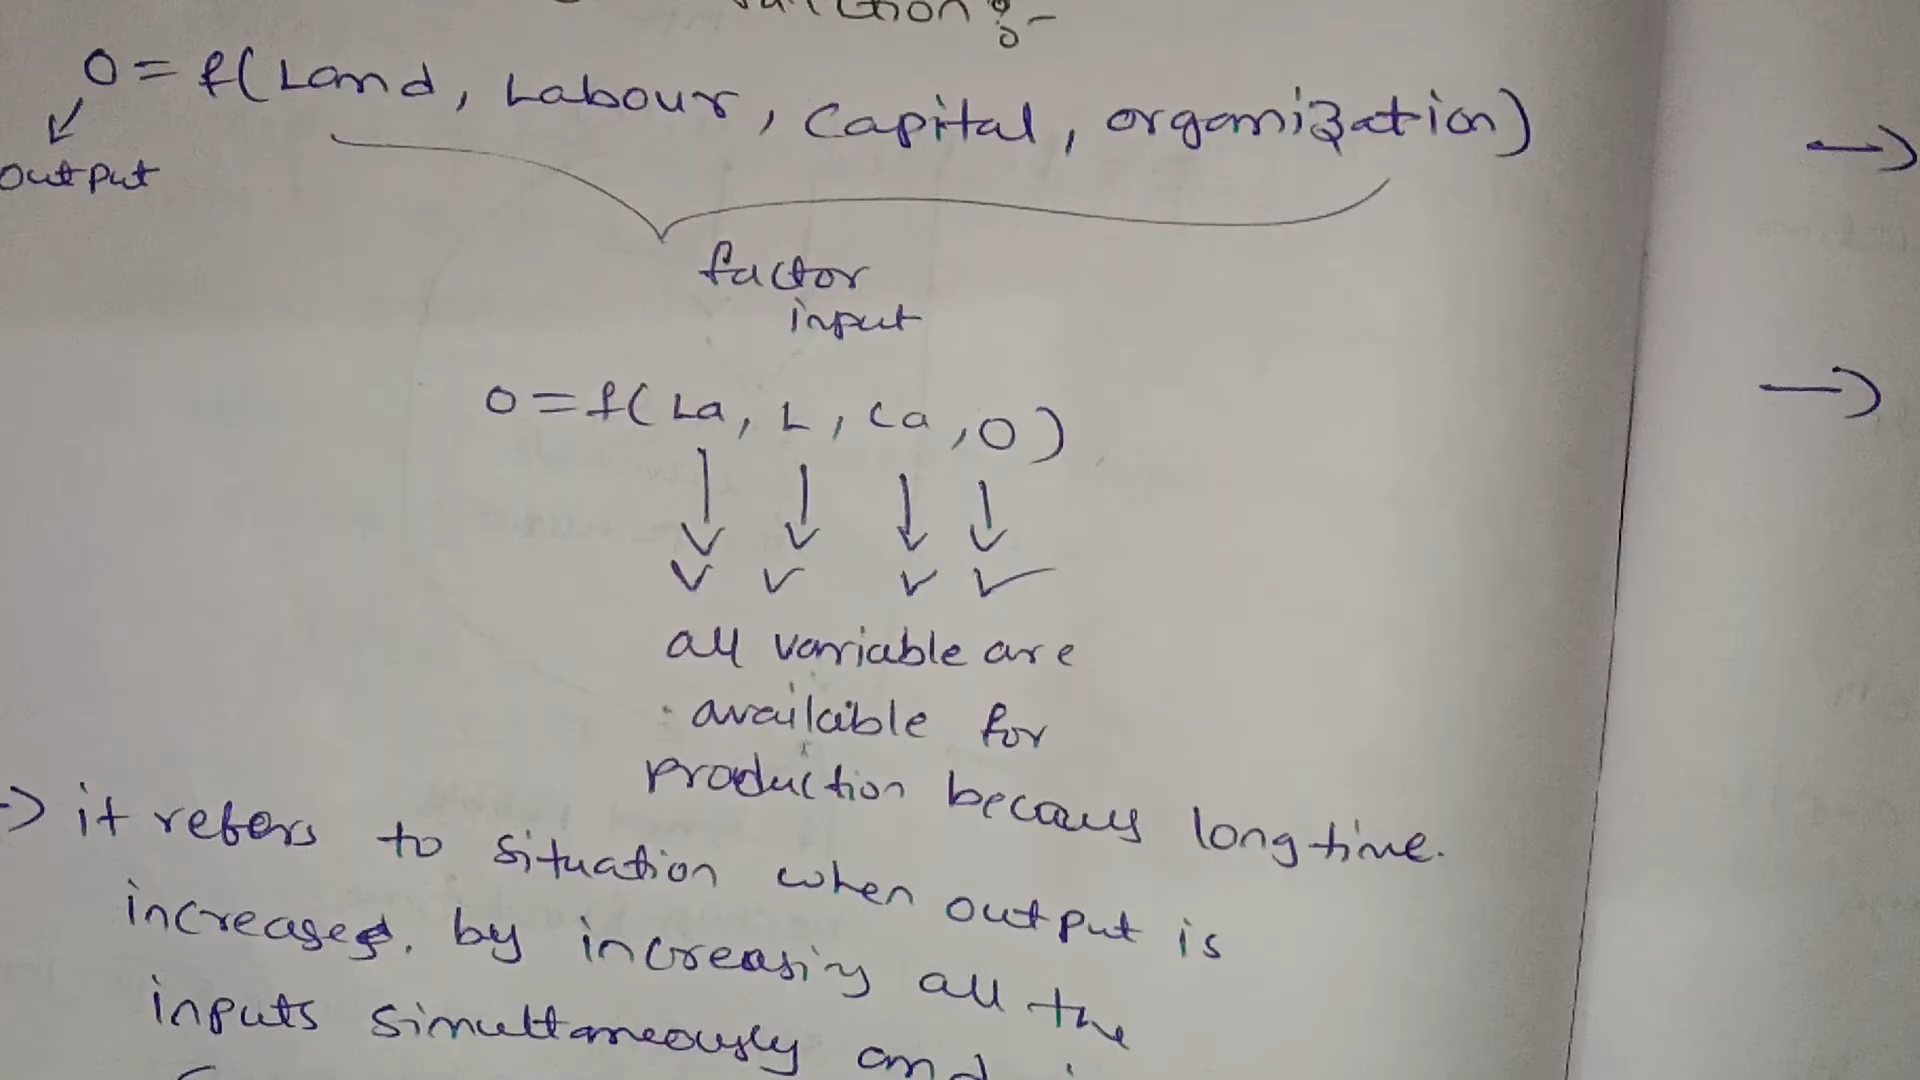 O = f(Land, Labour, Capital, organization)
output
factor
input
O = f(La, L, Ca, O)
all variable are
available for
production becaus long time.
→ it refers to situation when output is
increases. by increasing all the
inputs simultaneously and